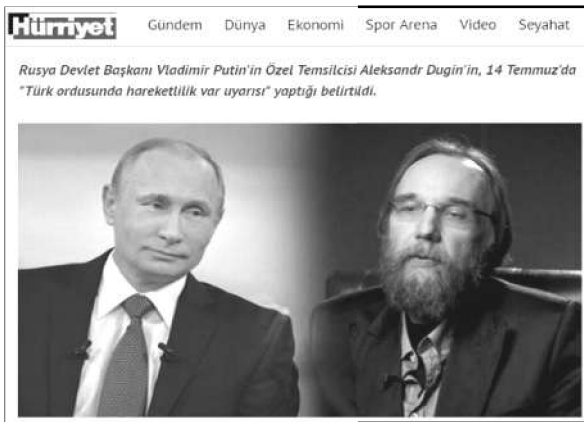 Hürriyet Gündem Dünya Ekonomi Spor Arena Video Seyahat
Rusya Devlet Başkanı Vladimir Putin'in Özel Temsilcisi Aleksandr Dugin'in, 14 Temmuz'da
"Türk ordusunda hareketlilik var uyarısı" yaptığı belirtildi.